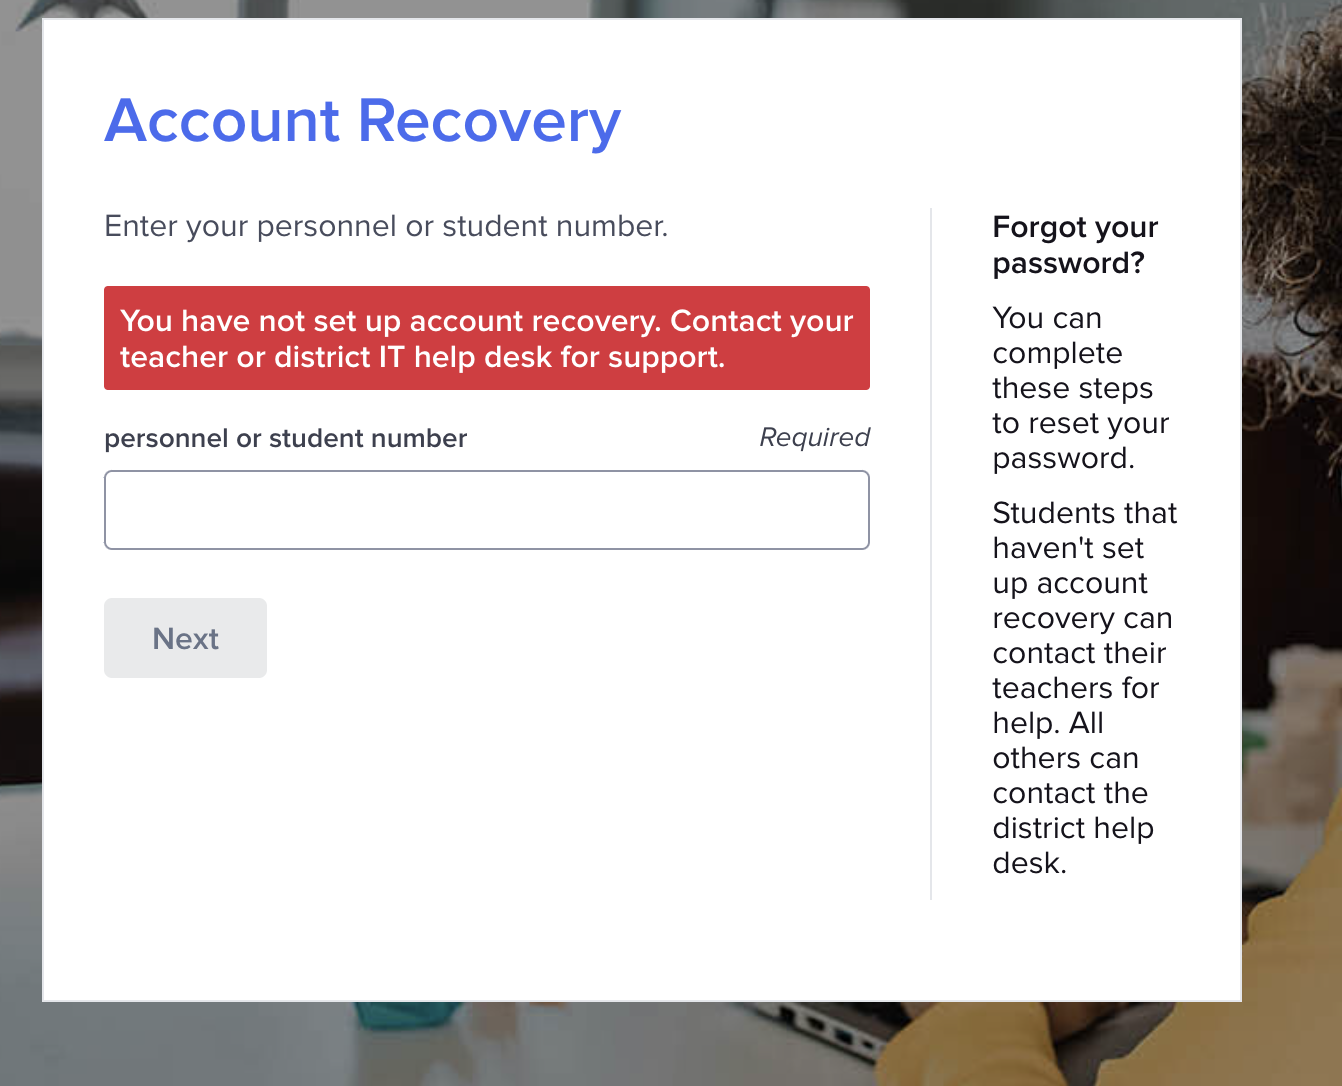 Account Recovery
Enter your personnel or student number.
You have not set up account recovery. Contact your
teacher or district IT help desk for support.
personnel or student number
Required
Next
Forgot your
password?
You can
complete
these steps
to reset your
password.
Students that
haven't set
up account
recovery can
contact their
teachers for
help. All
others can
contact the
district help
desk.